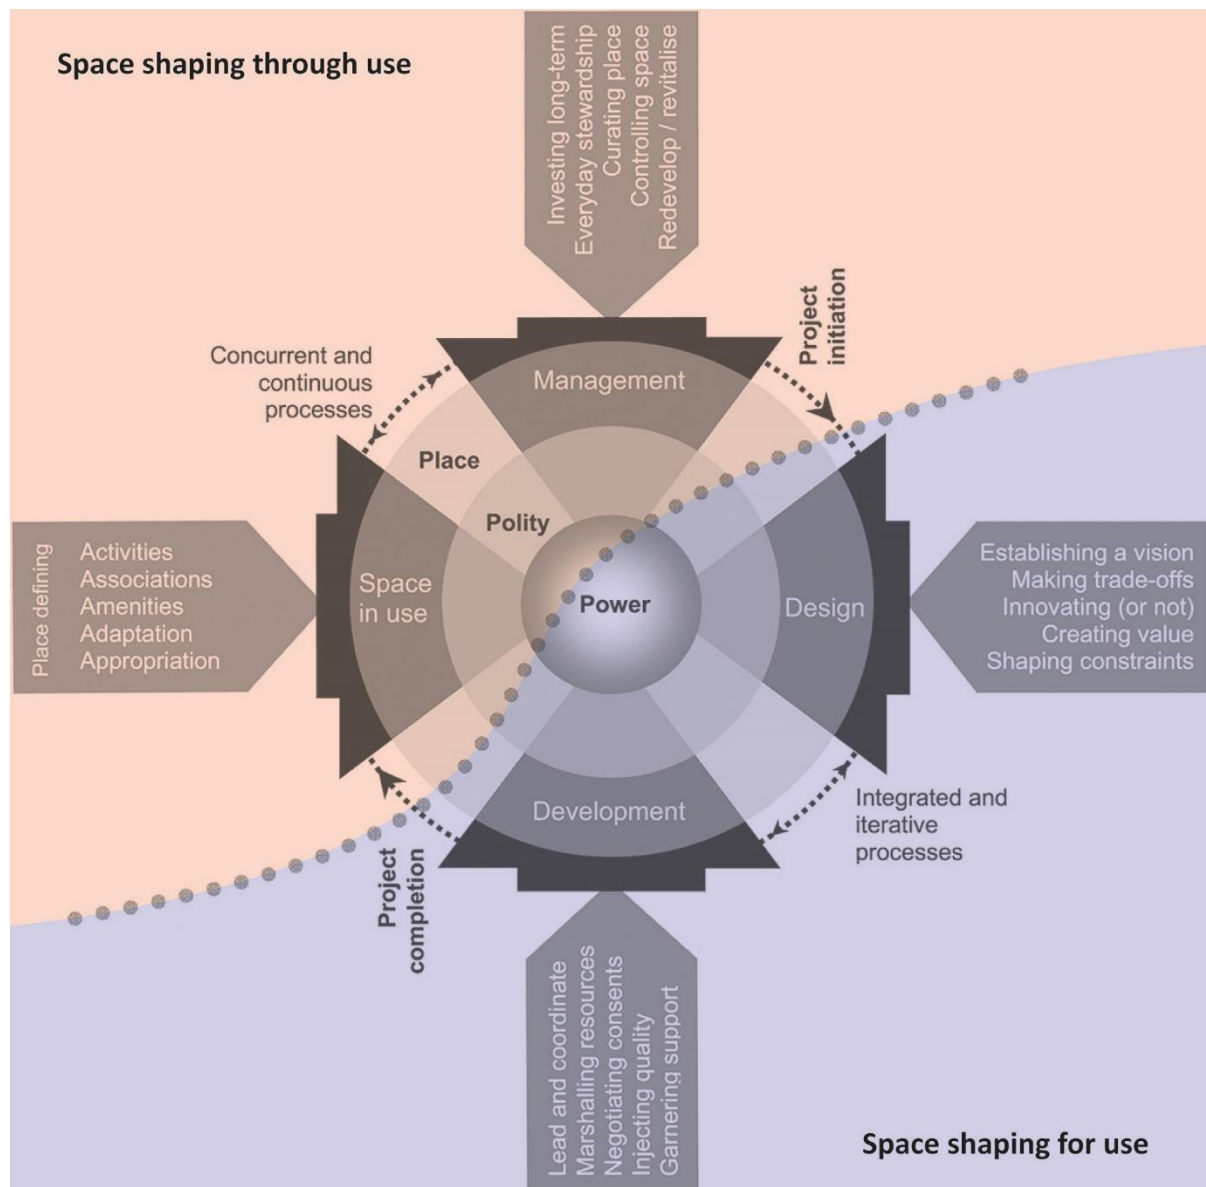 Space shaping through use
Investing long-term
Everyday stewardship
Curating place
Controlling space
Redevelop / revitalise
Project
initiation
Concurrent and
continuous
processes
Management
Place
Polity
Place defining
Activities
Associations
Amenities
Adaptation
Appropriation
Space
in use
Power
Design
Establishing a vision
Making trade-offs
Innovating (or not)
Creating value
Shaping constraints
Development
Integrated and
iterative
processes
Project
completion
Lead and coordinate
Marshalling resources
Negotiating consents
Injecting quality
Garnering support
Space shaping for use